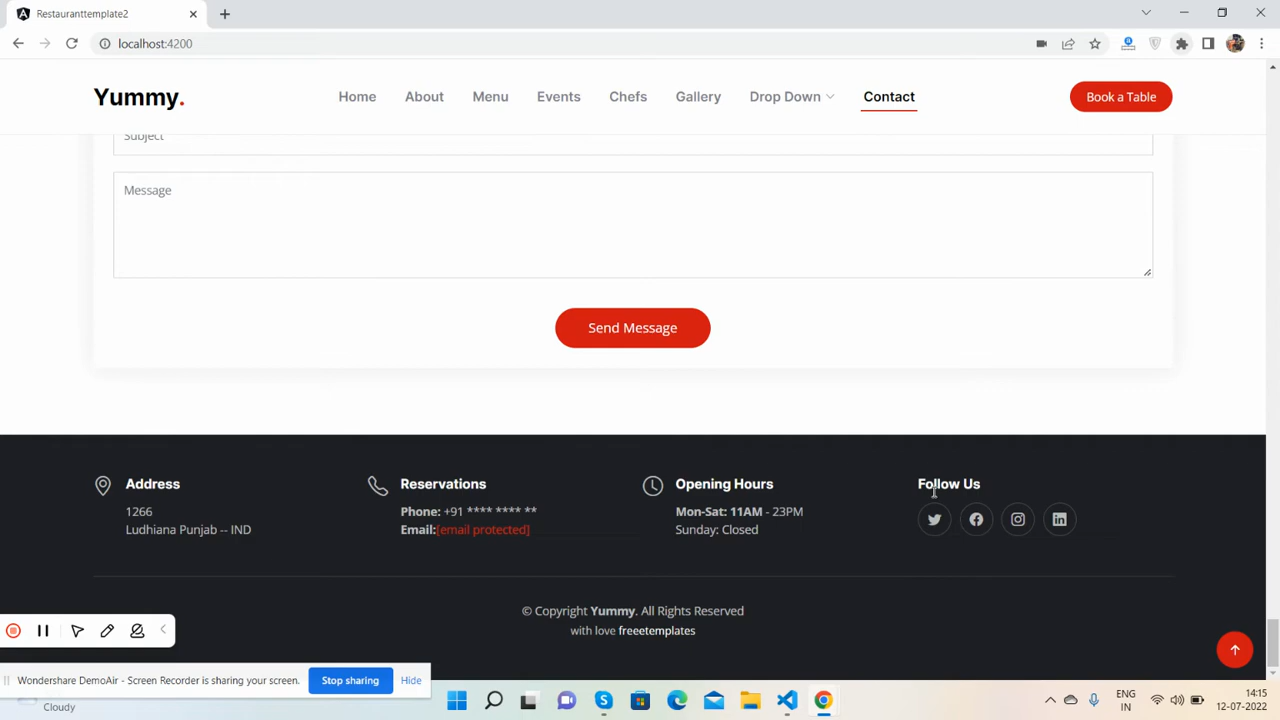 Restauranttemplate2
localhost:4200
Yummy.
Home About Menu Events Chefs Gallery Drop Down Contact
Book a Table
Subject
Message
Send Message
Address
1266
Ludhiana Punjab -- IND
Reservations
Phone: +91 **** **** **
Email:[email protected]
Opening Hours
Mon-Sat: 11AM - 23PM
Sunday: Closed
Follow Us
© Copyright Yummy. All Rights Reserved
with love freeetemplates
Wondershare DemoAir - Screen Recorder is sharing your screen. Stop sharing Hide
Cloudy
ENG
IN
14:15
12-07-2022